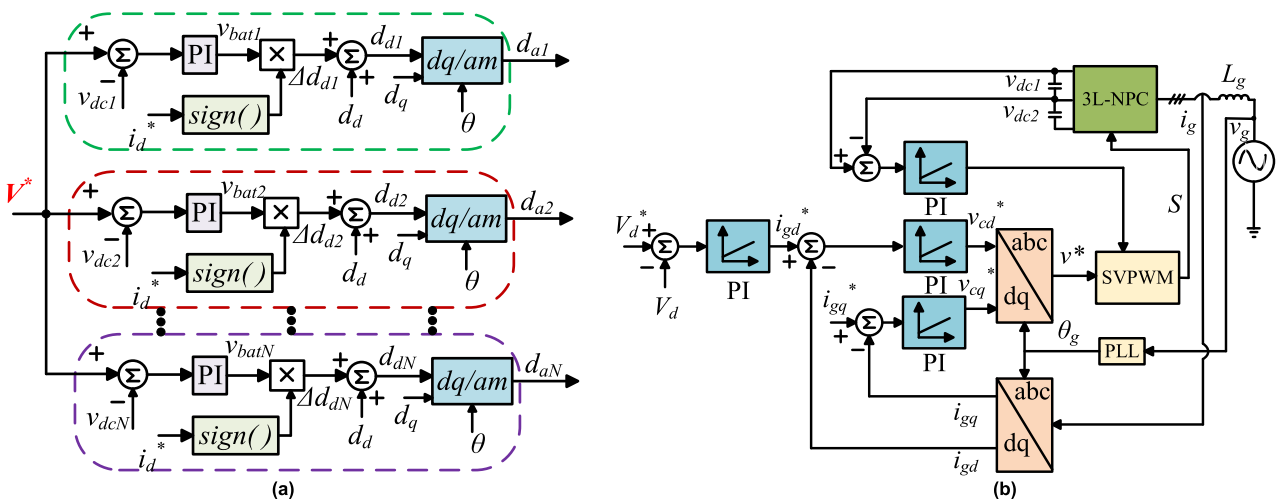 V*
+
Σ
−
v_dc1
PI
v_bat1
×
Δd_d1
i_d*
sign()
+
Σ
+
d_d
d_d1
d_q
dq/am
θ
d_a1
+
Σ
−
v_dc2
PI
v_bat2
×
Δd_d2
i_d*
sign()
+
Σ
+
d_d
d_d2
d_q
dq/am
θ
d_a2
+
Σ
−
v_dcN
PI
v_batN
×
Δd_dN
i_d*
sign()
+
Σ
+
d_d
d_dN
d_q
dq/am
θ
d_aN
(a)
v_dc1
v_dc2
3L-NPC
L_g
i_g
v_g
−
+
Σ
PI
S
V_d*
+
Σ
−
V_d
PI
i_gd*
Σ
+
−
PI
v_cd*
i_gq*
+
Σ
−
PI
v_cq*
abc
dq
v*
SVPWM
θ_g
PLL
abc
dq
i_gq
i_gd
(b)